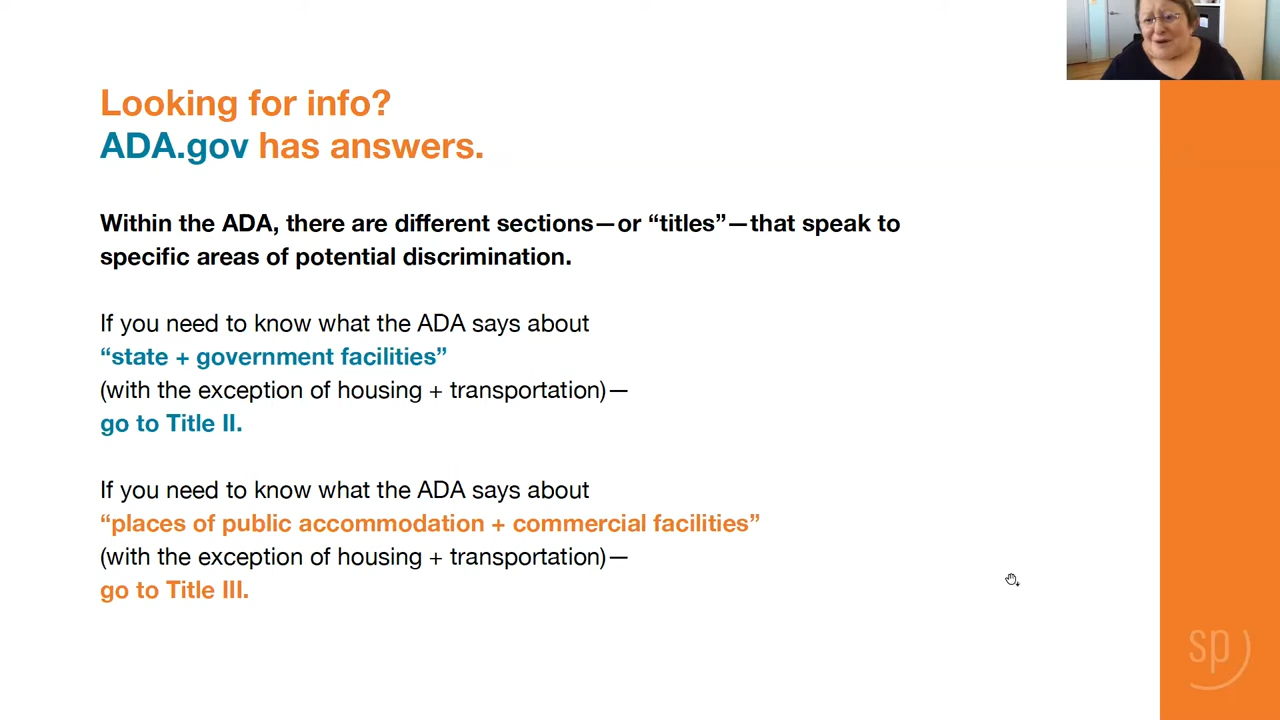 Looking for info?
ADA.gov has answers.
Within the ADA, there are different sections—or “titles”—that speak to
specific areas of potential discrimination.
If you need to know what the ADA says about
“state + government facilities”
(with the exception of housing + transportation)—
go to Title II.
If you need to know what the ADA says about
“places of public accommodation + commercial facilities”
(with the exception of housing + transportation)—
go to Title III.
sp